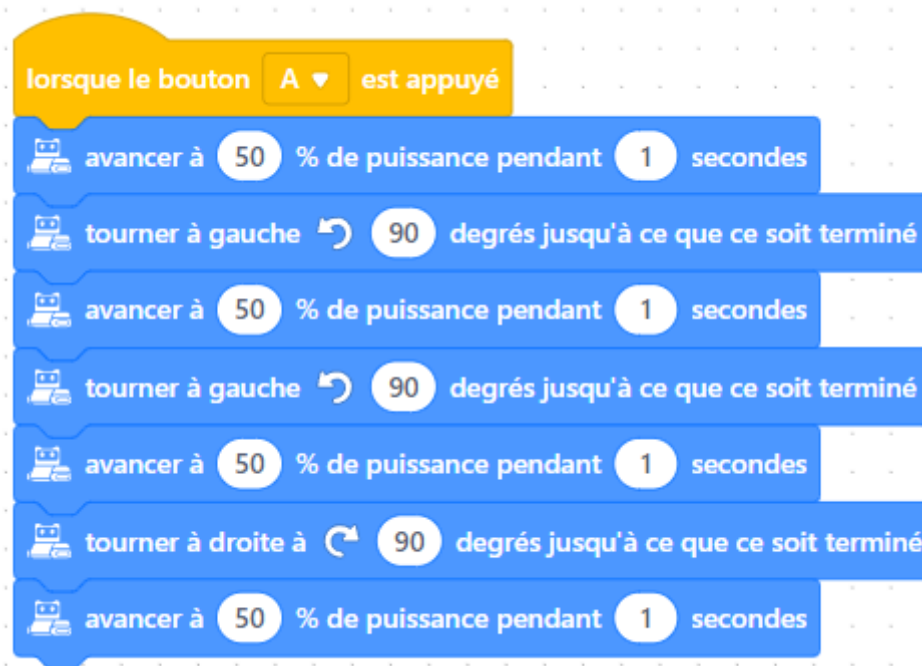 lorsque le bouton A est appuyé
avancer à 50 % de puissance pendant 1 secondes
tourner à gauche 90 degrés jusqu'à ce que ce soit terminé
avancer à 50 % de puissance pendant 1 secondes
tourner à gauche 90 degrés jusqu'à ce que ce soit terminé
avancer à 50 % de puissance pendant 1 secondes
tourner à droite à 90 degrés jusqu'à ce que ce soit terminé
avancer à 50 % de puissance pendant 1 secondes